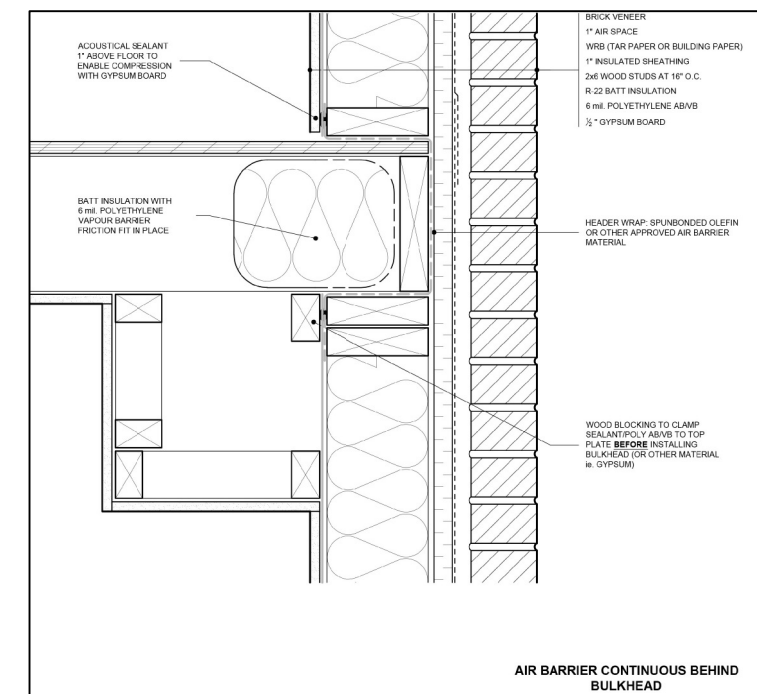 ACOUSTICAL SEALANT
1" ABOVE FLOOR TO
ENABLE COMPRESSION
WITH GYPSUM BOARD
BATT INSULATION WITH
6 mil. POLYETHYLENE
VAPOUR BARRIER
FRICTION FIT IN PLACE
BRICK VENEER
1" AIR SPACE
WRB (TAR PAPER OR BUILDING PAPER)
1" INSULATED SHEATHING
2x6 WOOD STUDS AT 16" O.C.
R-22 BATT INSULATION
6 mil. POLYETHYLENE AB/VB
½ " GYPSUM BOARD
HEADER WRAP: SPUNBONDED OLEFIN
OR OTHER APPROVED AIR BARRIER
MATERIAL
WOOD BLOCKING TO CLAMP
SEALANT/POLY AB/VB TO TOP
PLATE BEFORE INSTALLING
BULKHEAD (OR OTHER MATERIAL
ie. GYPSUM)
AIR BARRIER CONTINUOUS BEHIND
BULKHEAD